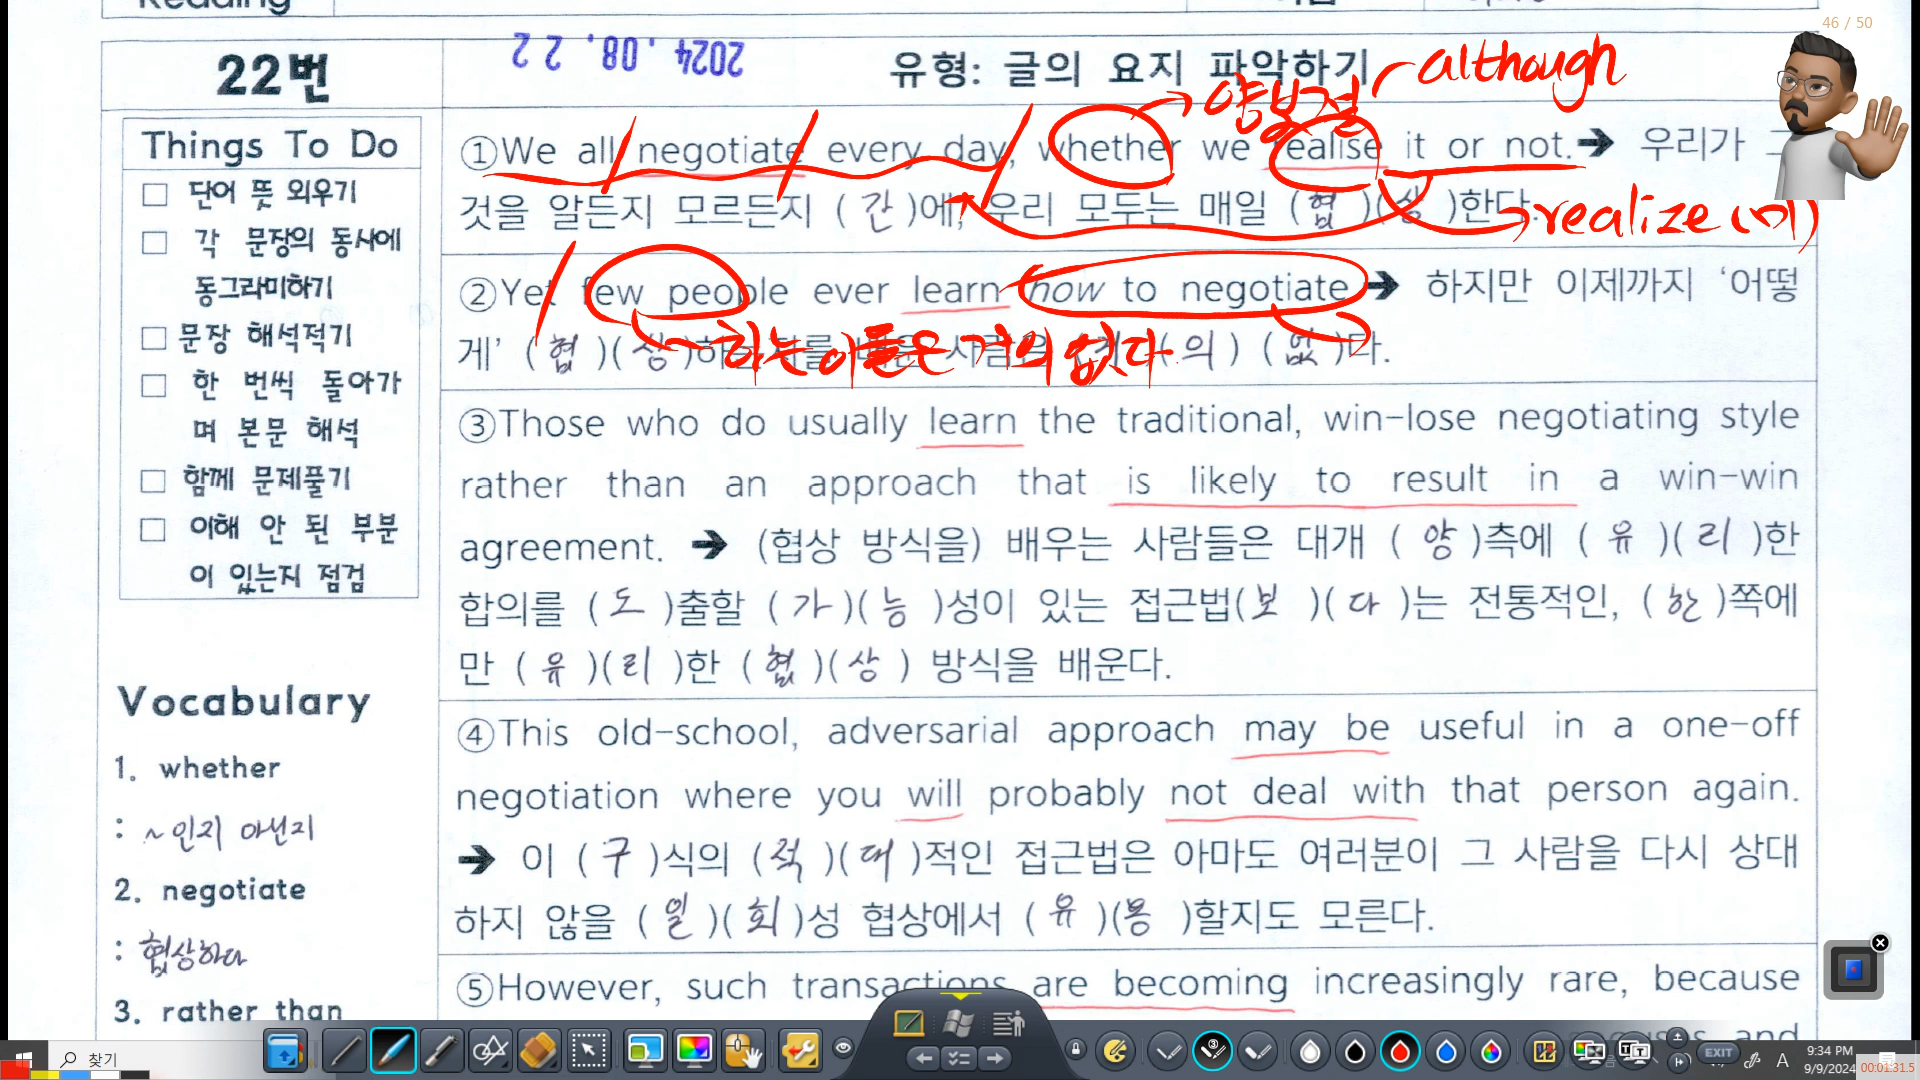 Reading
46 / 50
22번
2024.08.22
유형: 글의 요지 파악하기
although
양보절
Things To Do
단어 뜻 외우기
각 문장의 동사에
동그라미하기
문장 해석적기
한 번씩 돌아가
며 본문 해석
함께 문제풀기
이해 안 된 부분
이 있는지 점검
Vocabulary
1. whether
: ~인지 아닌지
2. negotiate
: 협상하다
3. rather than
①We all negotiate every day, whether we realise it or not.➔ 우리가 그
것을 알든지 모르든지 ( 간 )에, 우리 모두는 매일 ( 협 )( 상 )한다.
realize (미)
②Yet few people ever learn how to negotiate➔ 하지만 이제까지 ‘어떻
게’ ( 협 )( 상 )하는지를 배운 사람은 ( 의 ) ( 없 )다.
~하는 이들은 거의 없다
③Those who do usually learn the traditional, win-lose negotiating style
rather than an approach that is likely to result in a win-win
agreement. ➔ (협상 방식을) 배우는 사람들은 대개 ( 양 )측에 ( 유 )( 리 )한
합의를 ( 도 )출할 ( 가 )( 능 )성이 있는 접근법( 보 )( 다 )는 전통적인, ( 한 )쪽에
만 ( 유 )( 리 )한 ( 협 )( 상 ) 방식을 배운다.
④This old-school, adversarial approach may be useful in a one-off
negotiation where you will probably not deal with that person again.
➔ 이 ( 구 )식의 ( 적 )( 대 )적인 접근법은 아마도 여러분이 그 사람을 다시 상대
하지 않을 ( 일 )( 회 )성 협상에서 ( 유 )( 용 )할지도 모른다.
⑤However, such transactions are becoming increasingly rare, because
and
찾기
EXIT
A
9:34 PM
9/9/2024
00:01:31.5